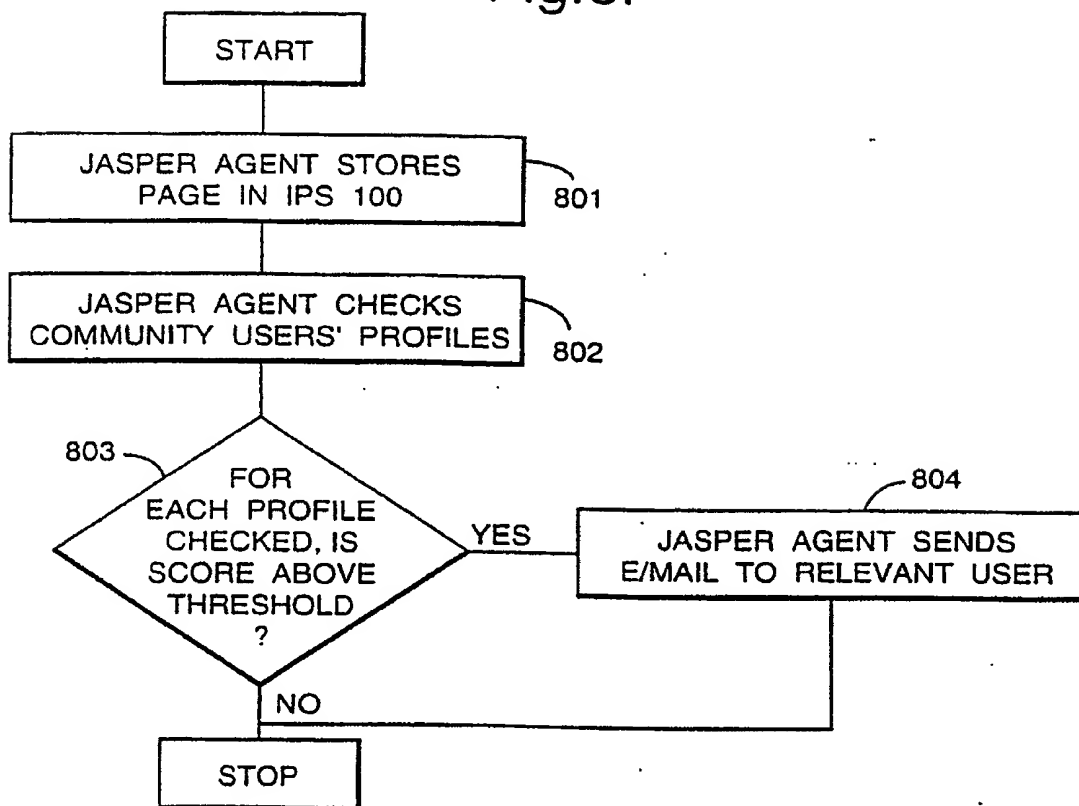 START
JASPER AGENT STORES
PAGE IN IPS 100
801
JASPER AGENT CHECKS
COMMUNITY USERS' PROFILES
802
803
FOR
EACH PROFILE
CHECKED, IS
SCORE ABOVE
THRESHOLD
?
YES
804
JASPER AGENT SENDS
E/MAIL TO RELEVANT USER
NO
STOP